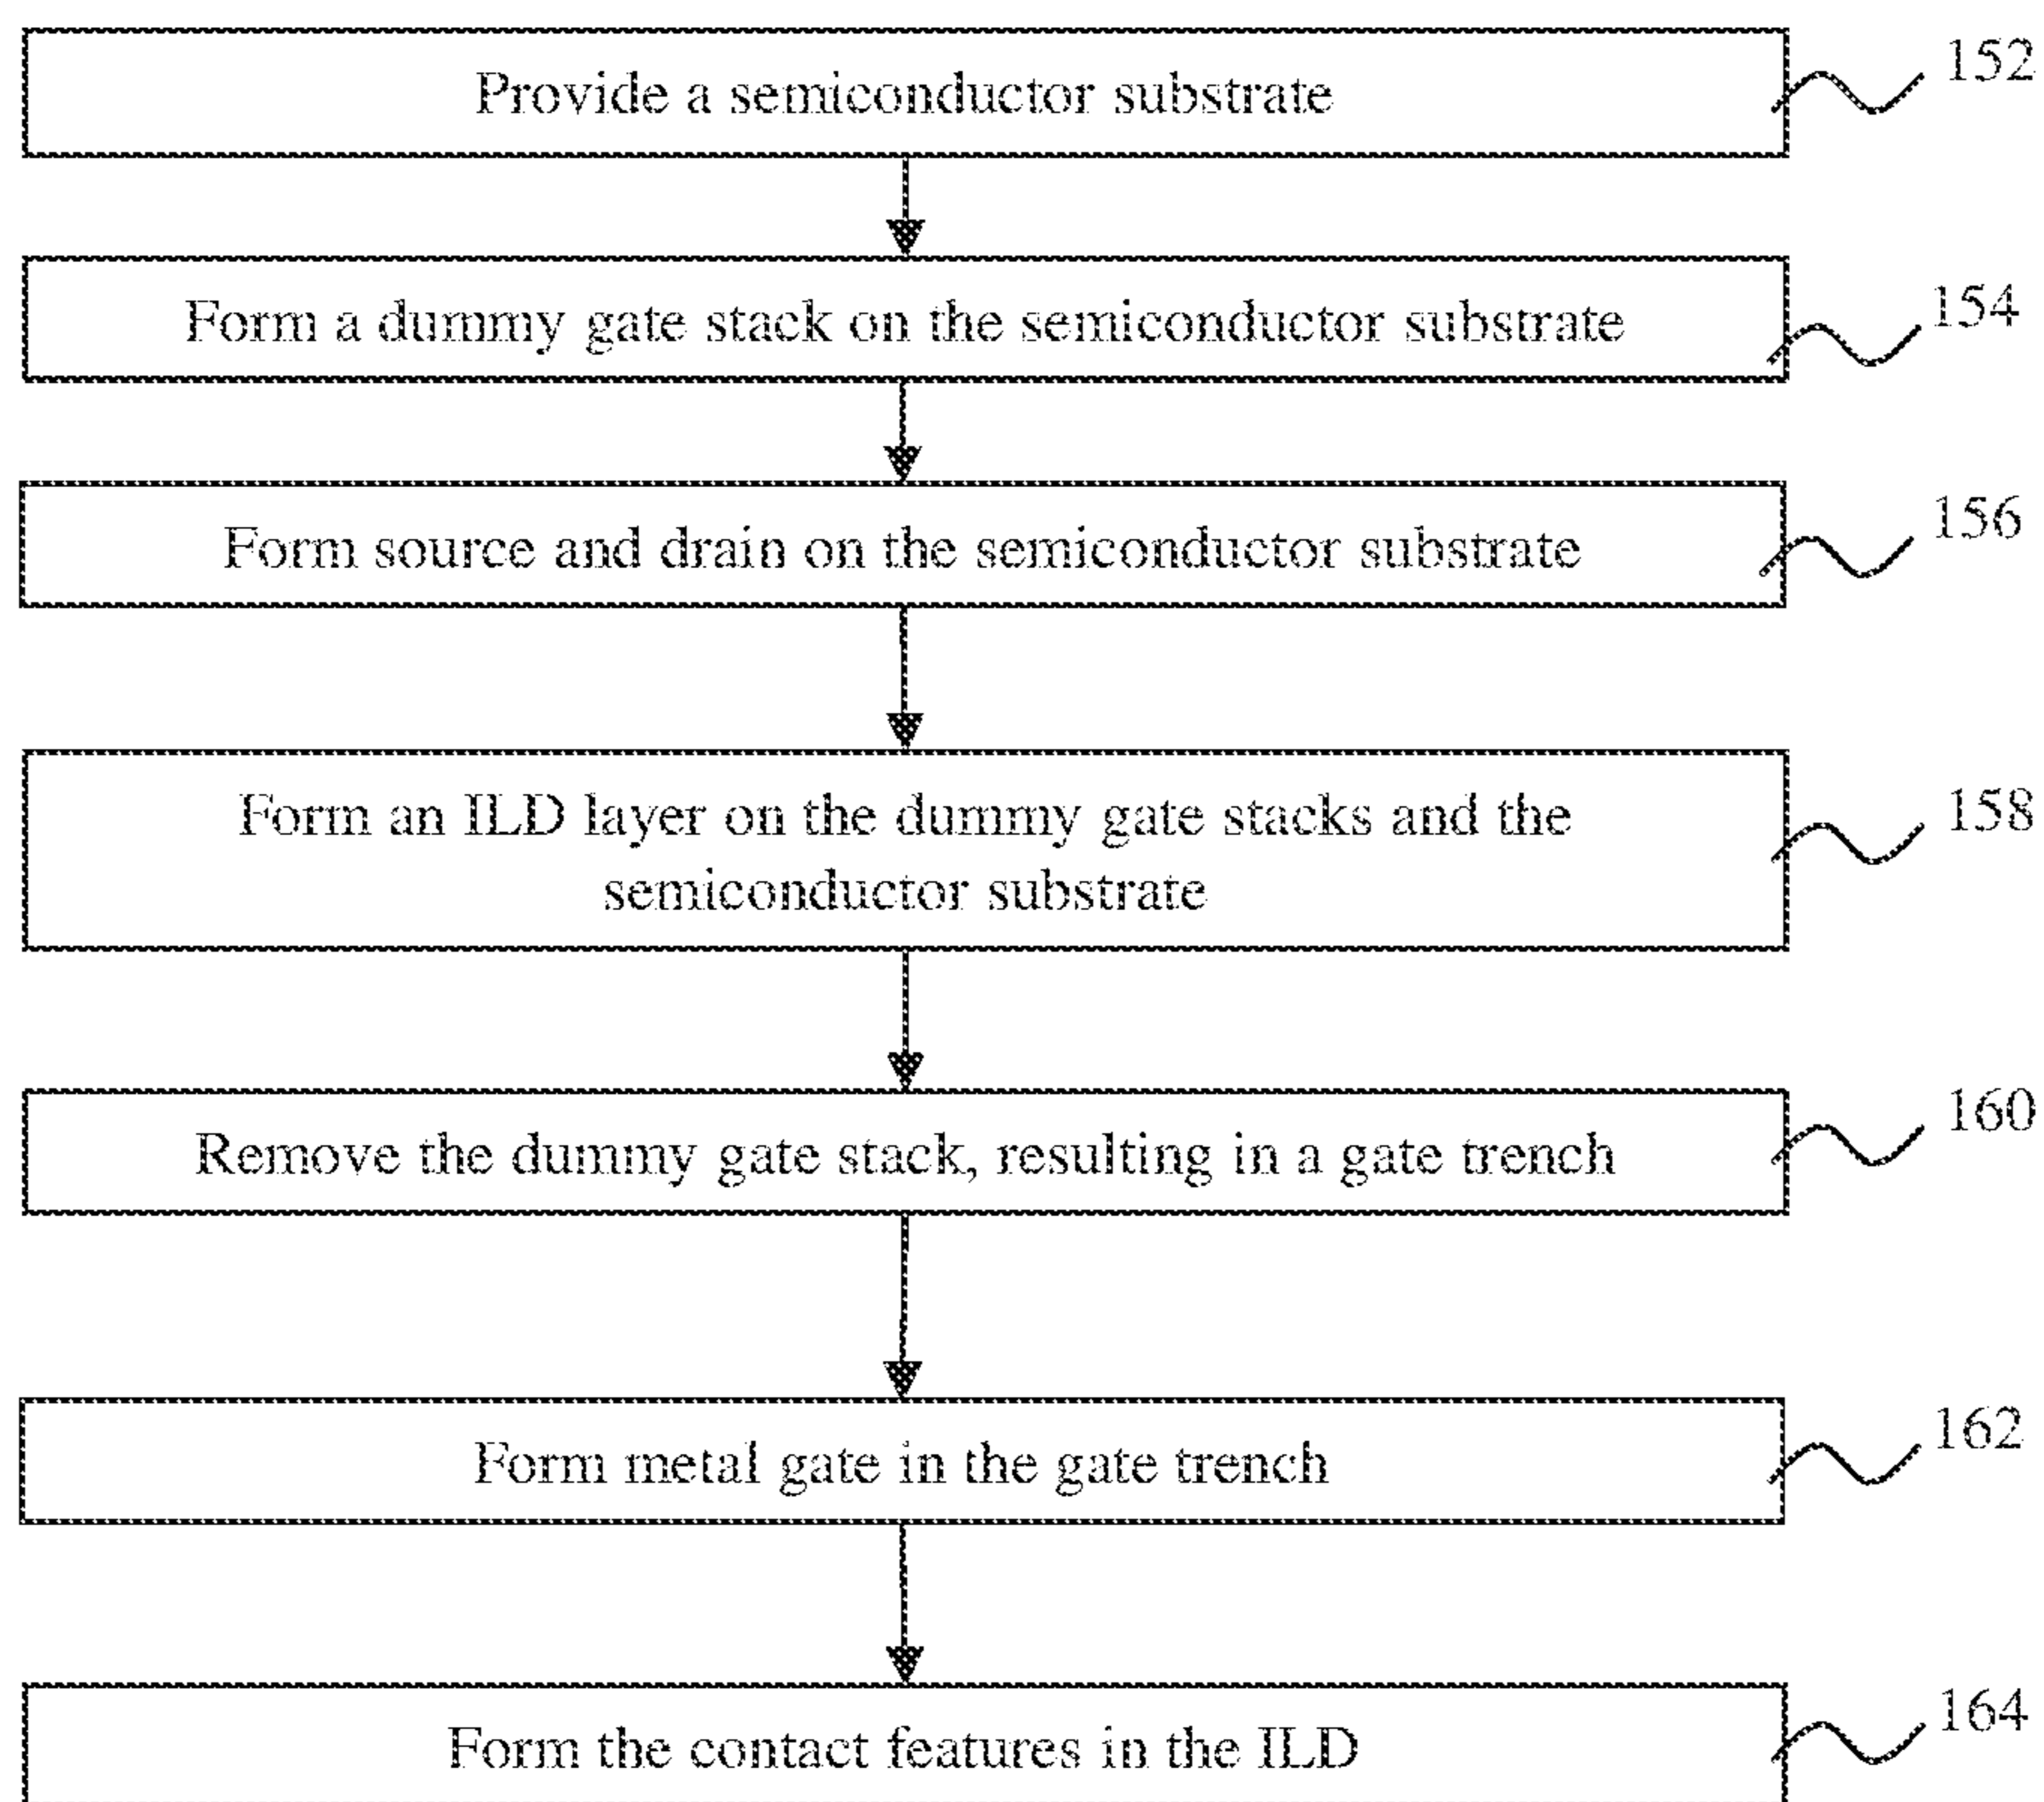 Provide a semiconductor substrate
152
Form a dummy gate stack on the semiconductor substrate
154
Form source and drain on the semiconductor substrate
156
Form an ILD layer on the dummy gate stacks and the
semiconductor substrate
158
Remove the dummy gate stack, resulting in a gate trench
160
Form metal gate in the gate trench
162
Form the contact features in the ILD
164